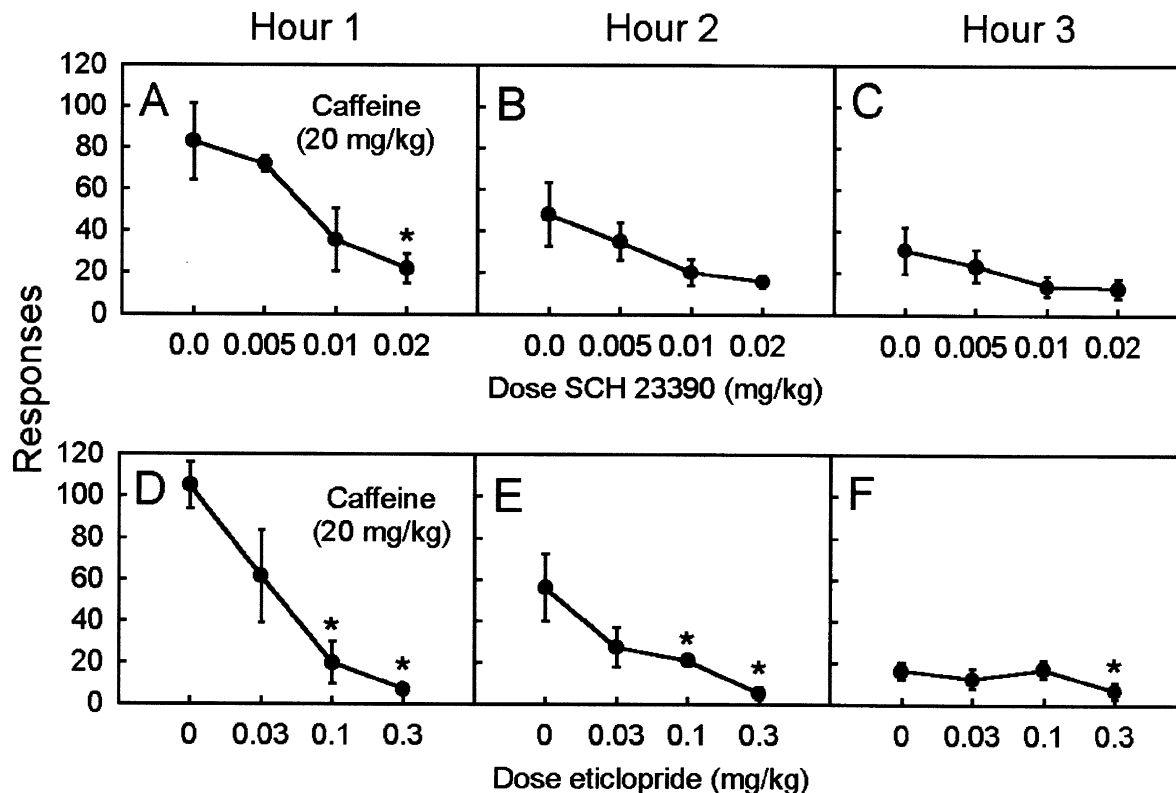 Hour 1 Hour 2 Hour 3
Responses
120
100
80
60
40
20
0
A
Caffeine
(20 mg/kg)
*
B
C
0.0 0.005 0.01 0.02 0.0 0.005 0.01 0.02 0.0 0.005 0.01 0.02
Dose SCH 23390 (mg/kg)
120
100
80
60
40
20
0
D
Caffeine
(20 mg/kg)
*
*
E
*
*
F
*
0 0.03 0.1 0.3 0 0.03 0.1 0.3 0 0.03 0.1 0.3
Dose eticlopride (mg/kg)